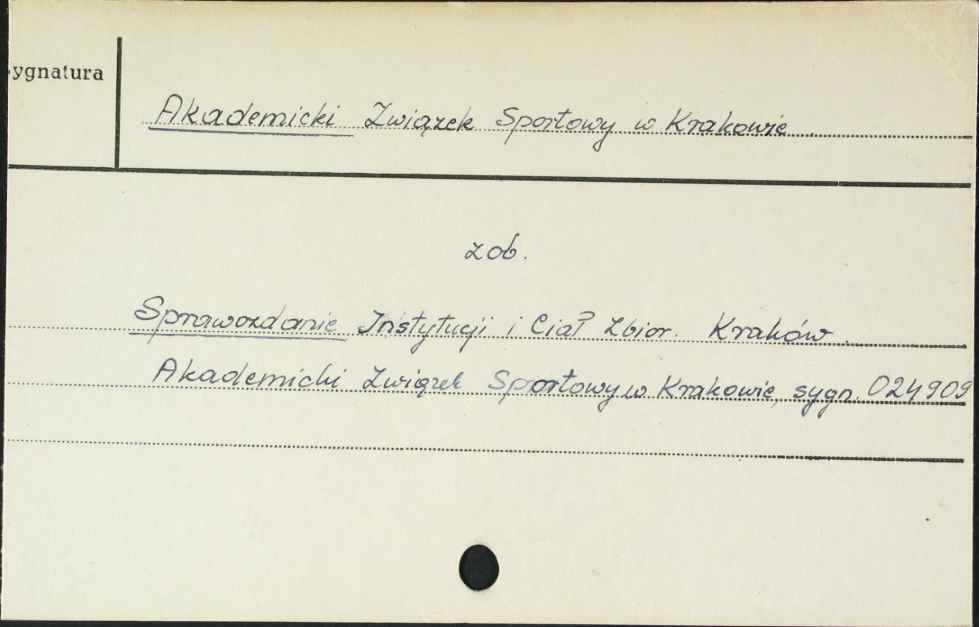 ygnatura
Akademicki Związek Sportowy w Krakowie
zob.
Sprawozdanie Instytucji i Ciał Zbior. Kraków
Akademicki Związek Sportowy w Krakowie, sygn. 024909